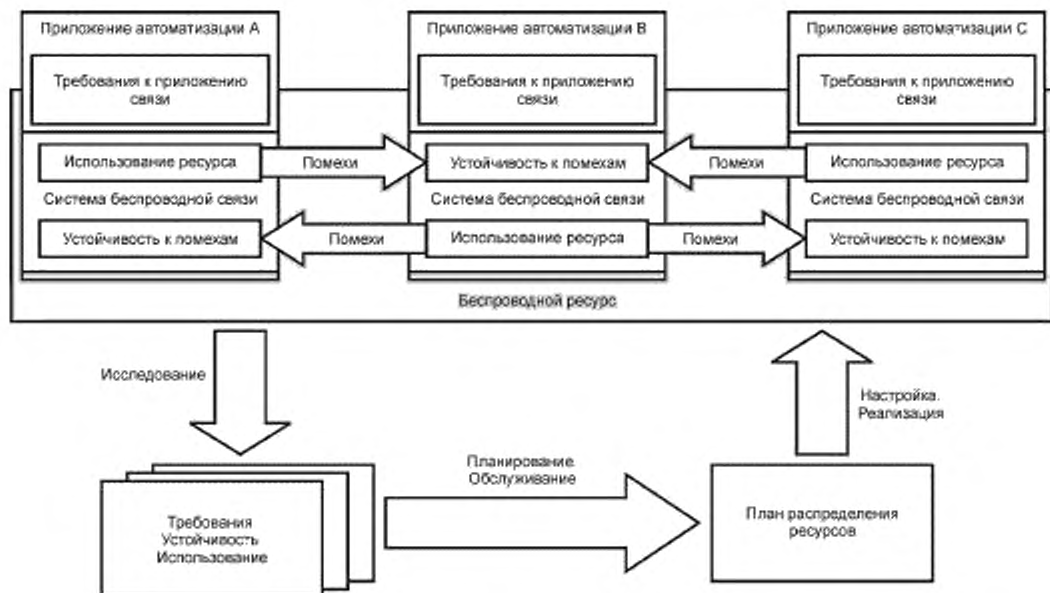 Приложение автоматизации A
Приложение автоматизации B
Приложение автоматизации C
Требования к приложению
связи
Требования к приложению
связи
Требования к приложению
связи
Использование ресурса
Помехи
Устойчивость к помехам
Помехи
Использование ресурса
Система беспроводной связи
Система беспроводной связи
Система беспроводной связи
Устойчивость к помехам
Помехи
Использование ресурса
Помехи
Устойчивость к помехам
Беспроводной ресурс
Исследование
Настройка.
Реализация
Планирование
Обслуживание
Требования
Устойчивость
Использование
План распределения
ресурсов